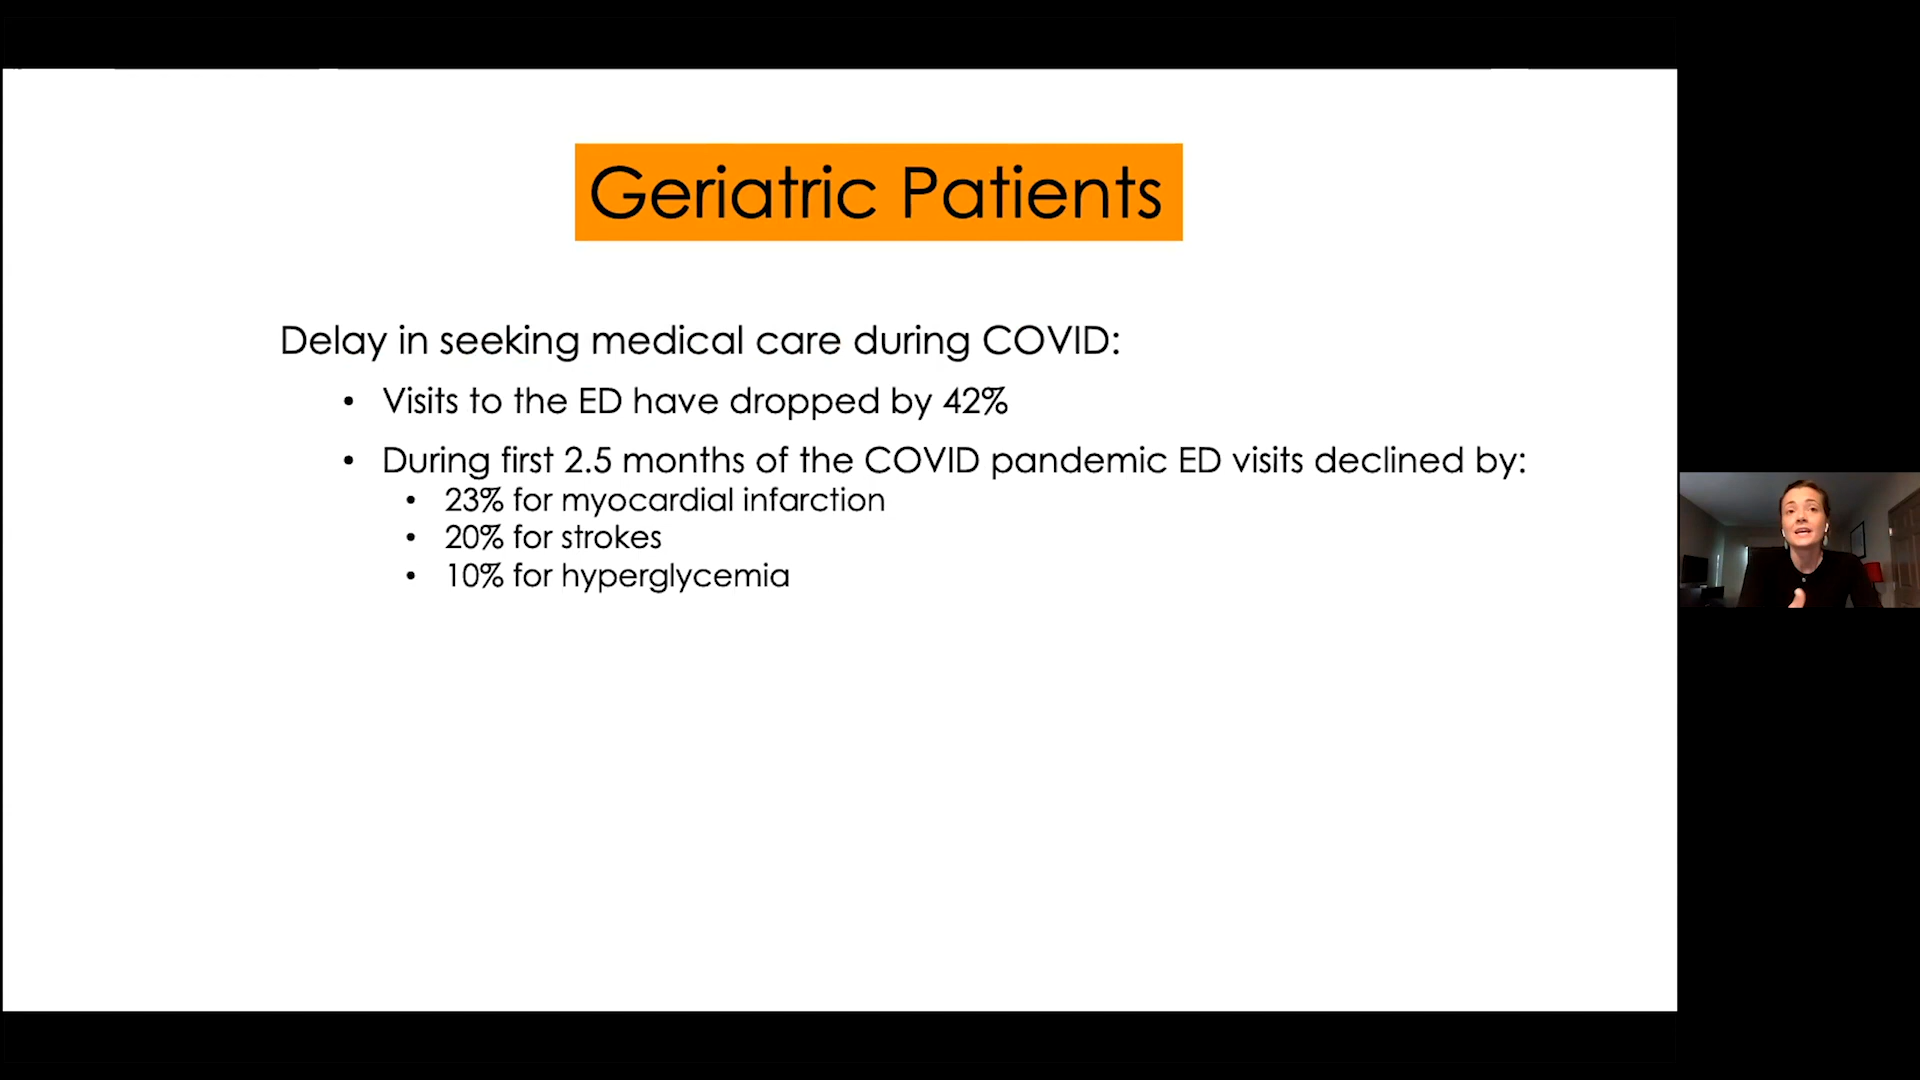 Geriatric Patients
Delay in seeking medical care during COVID:
• Visits to the ED have dropped by 42%
• During first 2.5 months of the COVID pandemic ED visits declined by:
• 23% for myocardial infarction
• 20% for strokes
• 10% for hyperglycemia